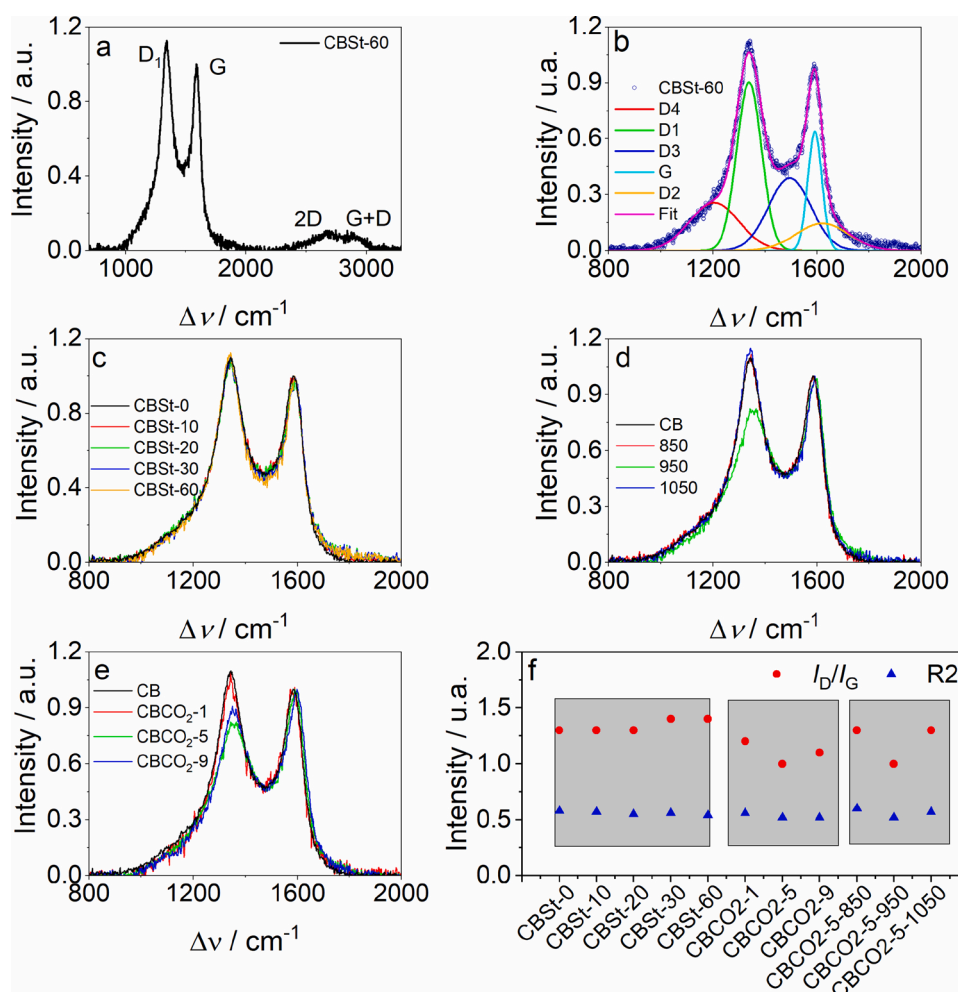 a
CBSt-60
D1
G
2D
G+D
Intensity / a.u.
1.2
0.8
0.4
0.0
1000 2000 3000
Δν / cm-1
b
CBSt-60
D4
D1
D3
G
D2
Fit
Intensity / u.a.
1.2
0.9
0.6
0.3
0.0
800 1200 1600 2000
Δν / cm-1
c
CBSt-0
CBSt-10
CBSt-20
CBSt-30
CBSt-60
Intensity / a.u.
1.2
0.8
0.4
0.0
800 1200 1600 2000
Δν / cm-1
d
CB
850
950
1050
Intensity / a.u.
1.2
0.9
0.6
0.3
0.0
800 1200 1600 2000
Δν / cm-1
e
CB
CBCO2-1
CBCO2-5
CBCO2-9
Intensity / a.u.
1.2
0.9
0.6
0.3
0.0
800 1200 1600 2000
Δν / cm-1
f
ID//IG R2
Intensity / u.a.
2.0
1.5
1.0
0.5
0.0
CBSt-0
CBSt-10
CBSt-20
CBSt-30
CBSt-60
CBCO2-1
CBCO2-5
CBCO2-9
CBCO2-5-850
CBCO2-5-950
CBCO2-5-1050